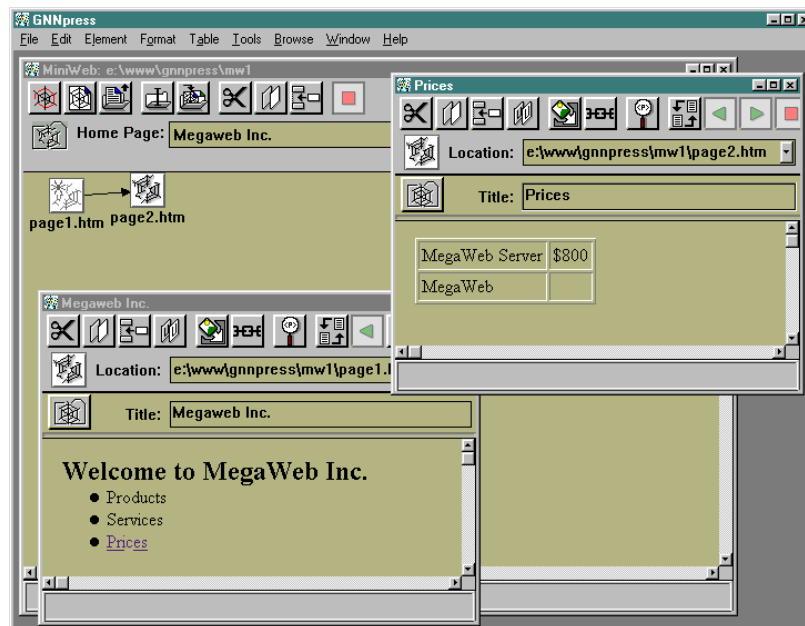 GNNpress
File Edit Element Format Table Tools Browse Window Help
MiniWeb: e:\www\gnnpress\mw1
Home Page: Megaweb Inc.
page1.htm page2.htm
Prices
Location: e:\www\gnnpress\mw1\page2.htm
Title: Prices
MegaWeb Server $800
MegaWeb
Megaweb Inc.
Location: e:\www\gnnpress\mw1\page1.
Title: Megaweb Inc.
Welcome to MegaWeb Inc.
Products
Services
Prices